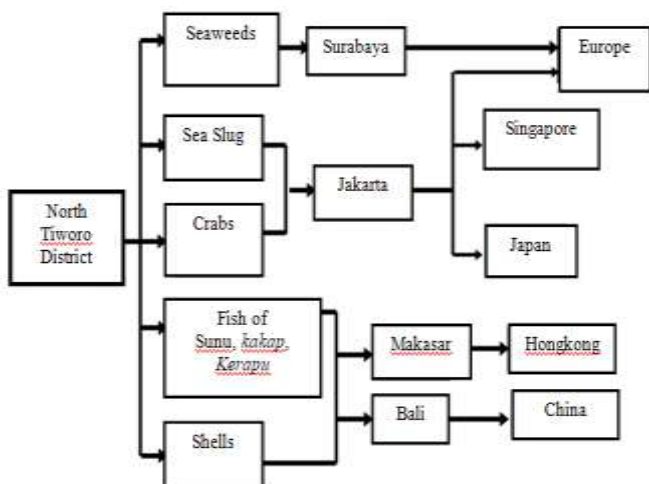 Seaweeds
Surabaya
Europe
Sea Slug
Singapore
Jakarta
North
Tiworo
District
Crabs
Japan
Fish of
Sunu, kakap,
Kerapu
Makasar
Hongkong
Bali
China
Shells